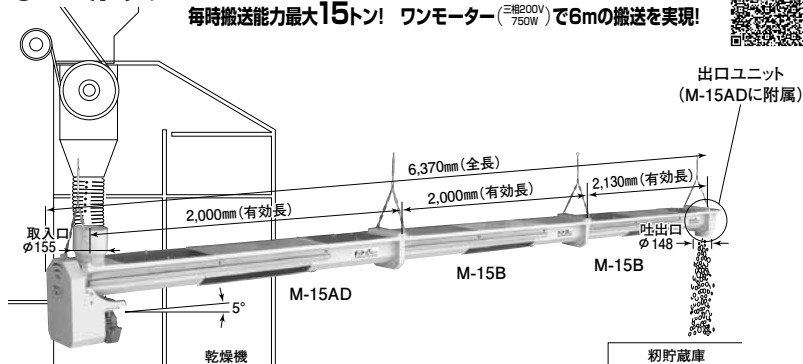 毎時搬送能力最大15トン! ワンモーター(三相200V 750W)で6mの搬送を実現!
出口ユニット
(M-15ADに附属)
6,370㎜(全長)
2,000㎜(有効長)
2,000㎜(有効長)
2,130㎜(有効長)
取入口
φ155
吐出口
φ148
M-15AD
M-15B
M-15B
5°
乾燥機
籾貯蔵庫